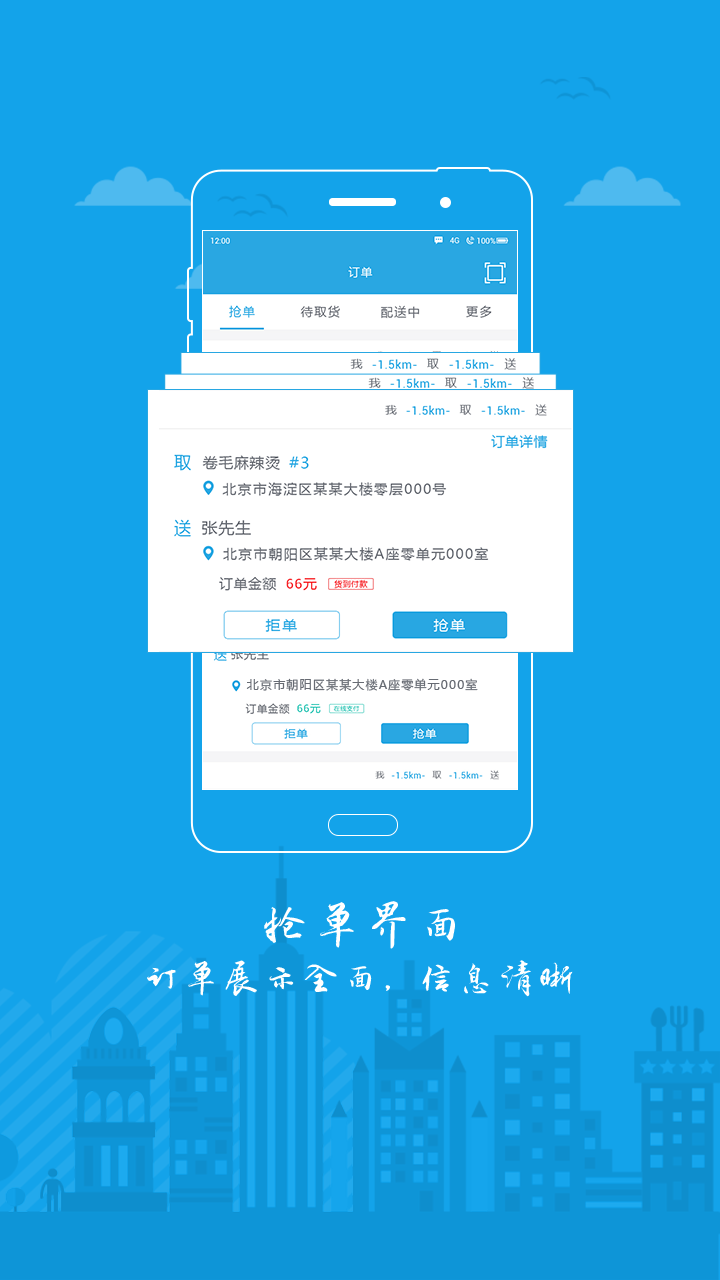 12:00 4G 100%
订单
抢单 待取货 配送中 更多
我 -1.5km- 取 -1.5km- 送
我 -1.5km- 取 -1.5km- 送
我 -1.5km- 取 -1.5km- 送
订单详情
取 卷毛麻辣烫 #3
北京市海淀区某某大楼零层000号
送 张先生
北京市朝阳区某某大楼A座零单元000室
订单金额 66元 货到付款
拒单 抢单
送 张先生
北京市朝阳区某某大楼A座零单元000室
订单金额 66元 在线支付
拒单 抢单
我 -1.5km- 取 -1.5km- 送
抢单界面
订单展示全面，信息清晰